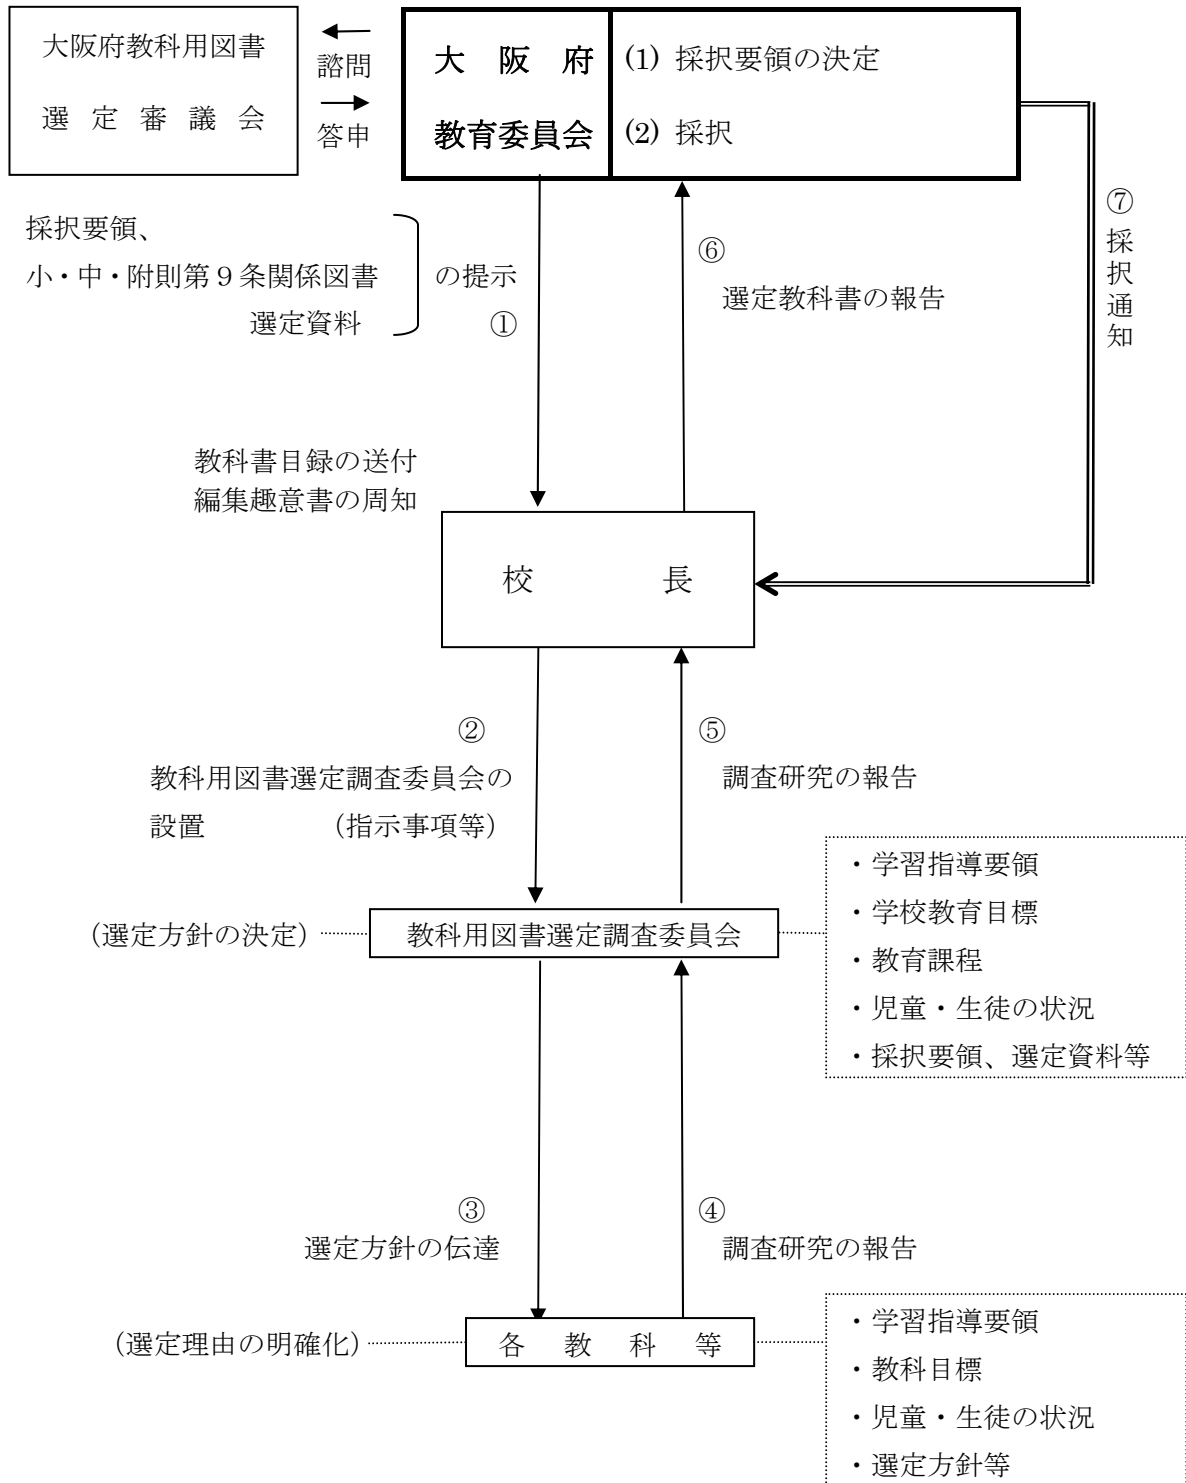 大阪府教科用図書
選定審議会
諮問
答申
大阪府
教育委員会
(1) 採択要領の決定
(2) 採択
採択要領、
小・中・附則第９条関係図書
選定資料
の提示
①
⑥
選定教科書の報告
⑦採択通知
教科書目録の送付
編集趣意書の周知
校長
②
教科用図書選定調査委員会の
設置 （指示事項等）
⑤
調査研究の報告
（選定方針の決定）
教科用図書選定調査委員会
・学習指導要領
・学校教育目標
・教育課程
・児童・生徒の状況
・採択要領、選定資料等
③
選定方針の伝達
④
調査研究の報告
（選定理由の明確化）
各教科等
・学習指導要領
・教科目標
・児童・生徒の状況
・選定方針等